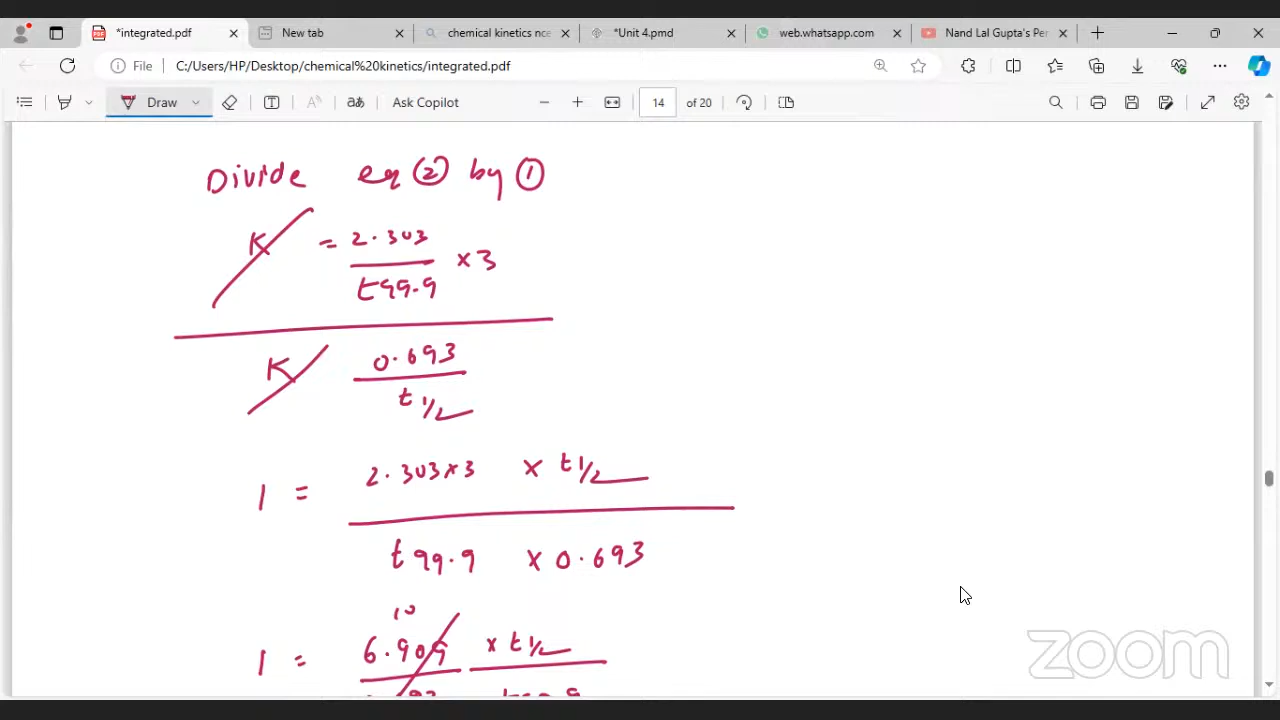 *integrated.pdf
New tab
chemical kinetics nce
*Unit 4.pmd
web.whatsapp.com
Nand Lal Gupta's Per
File
C:/Users/HP/Desktop/chemical%20kinetics/integrated.pdf
Draw
Ask Copilot
14 of 20
Divide eq ② by ①
K = 2.303 / t99.9 × 3
K 0.693 / t 1/2
1 = 2.303×3 × t1/2
t 99.9 × 0.693
10
1 = 6.909 × t1/2
zoom